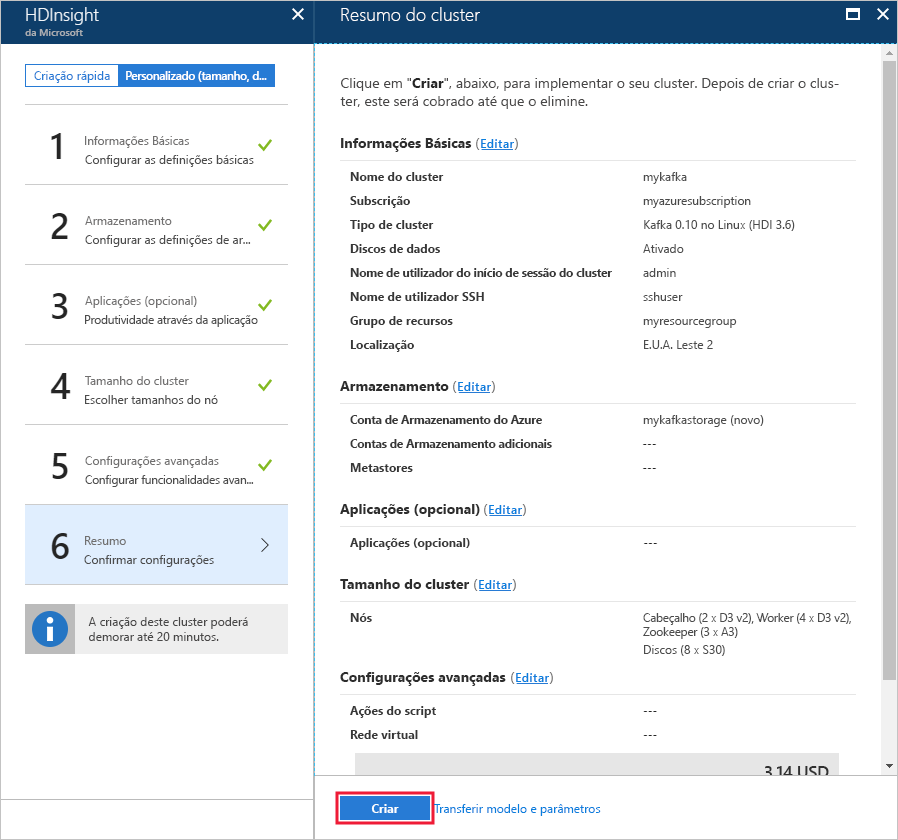 HDInsight
da Microsoft
Criação rápida
Personalizado (tamanho, d...
1
Informações Básicas
Configurar as definições básicas
2
Armazenamento
Configurar as definições de ar...
3
Aplicações (opcional)
Produtividade através da aplicação
4
Tamanho do cluster
Escolher tamanhos do nó
5
Configurações avançadas
Configurar funcionalidades avan...
6
Resumo
Confirmar configurações
A criação deste cluster poderá
demorar até 20 minutos.
Resumo do cluster
Clique em "Criar", abaixo, para implementar o seu cluster. Depois de criar o clus-
ter, este será cobrado até que o elimine.
Informações Básicas (Editar)
Nome do cluster mykafka
Subscrição myazuresubscription
Tipo de cluster Kafka 0.10 no Linux (HDI 3.6)
Discos de dados Ativado
Nome de utilizador do início de sessão do cluster admin
Nome de utilizador SSH sshuser
Grupo de recursos myresourcegroup
Localização E.U.A. Leste 2
Armazenamento (Editar)
Conta de Armazenamento do Azure mykafkastorage (novo)
Contas de Armazenamento adicionais ---
Metastores ---
Aplicações (opcional) (Editar)
Aplicações (opcional) ---
Tamanho do cluster (Editar)
Nós Cabeçalho (2 x D3 v2), Worker (4 x D3 v2),
Zookeeper (3 x A3)
Discos (8 x S30)
Configurações avançadas (Editar)
Ações do script ---
Rede virtual ---
3.14 USD
Criar
Transferir modelo e parâmetros